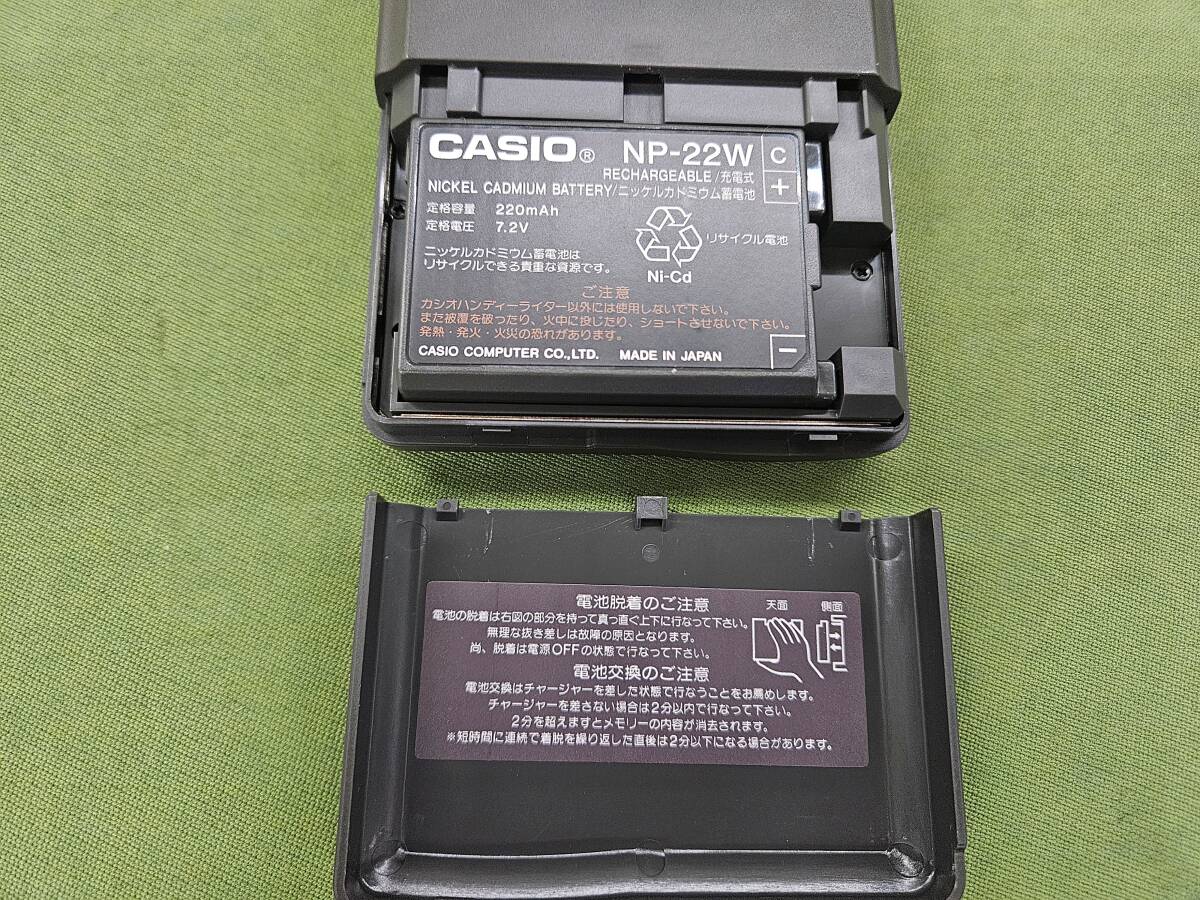 CASIO® NP-22W C
RECHARGEABLE/充電式
+
NICKEL CADMIUM BATTERY/ニッケルカドミウム蓄電池
定格容量 220mAh
定格電圧 7.2V
リサイクル電池
Ni-Cd
ニッケルカドミウム蓄電池は
リサイクルできる貴重な資源です。
ご注意
カシオハンディーライター以外には使用しないで下さい。
また被覆を破ったり、火中に投じたり、ショートさせないで下さい。
発熱・発火・火災の恐れがあります。
−
CASIO COMPUTER CO.,LTD. MADE IN JAPAN
電池脱着のご注意
天面 側面
電池の脱着は右図の部分を持って真っ直ぐ上下に行なって下さい。
無理な抜き差しは故障の原因となります。
尚、脱着は電源OFFの状態で行なって下さい。
電池交換のご注意
電池交換はチャージャーを差した状態で行なうことをお薦めします。
チャージャーを差さない場合は2分以内で行なって下さい。
2分を超えますとメモリーの内容が消去されます。
※短時間に連続で着脱を繰り返した直後は2分以下になる場合があります。